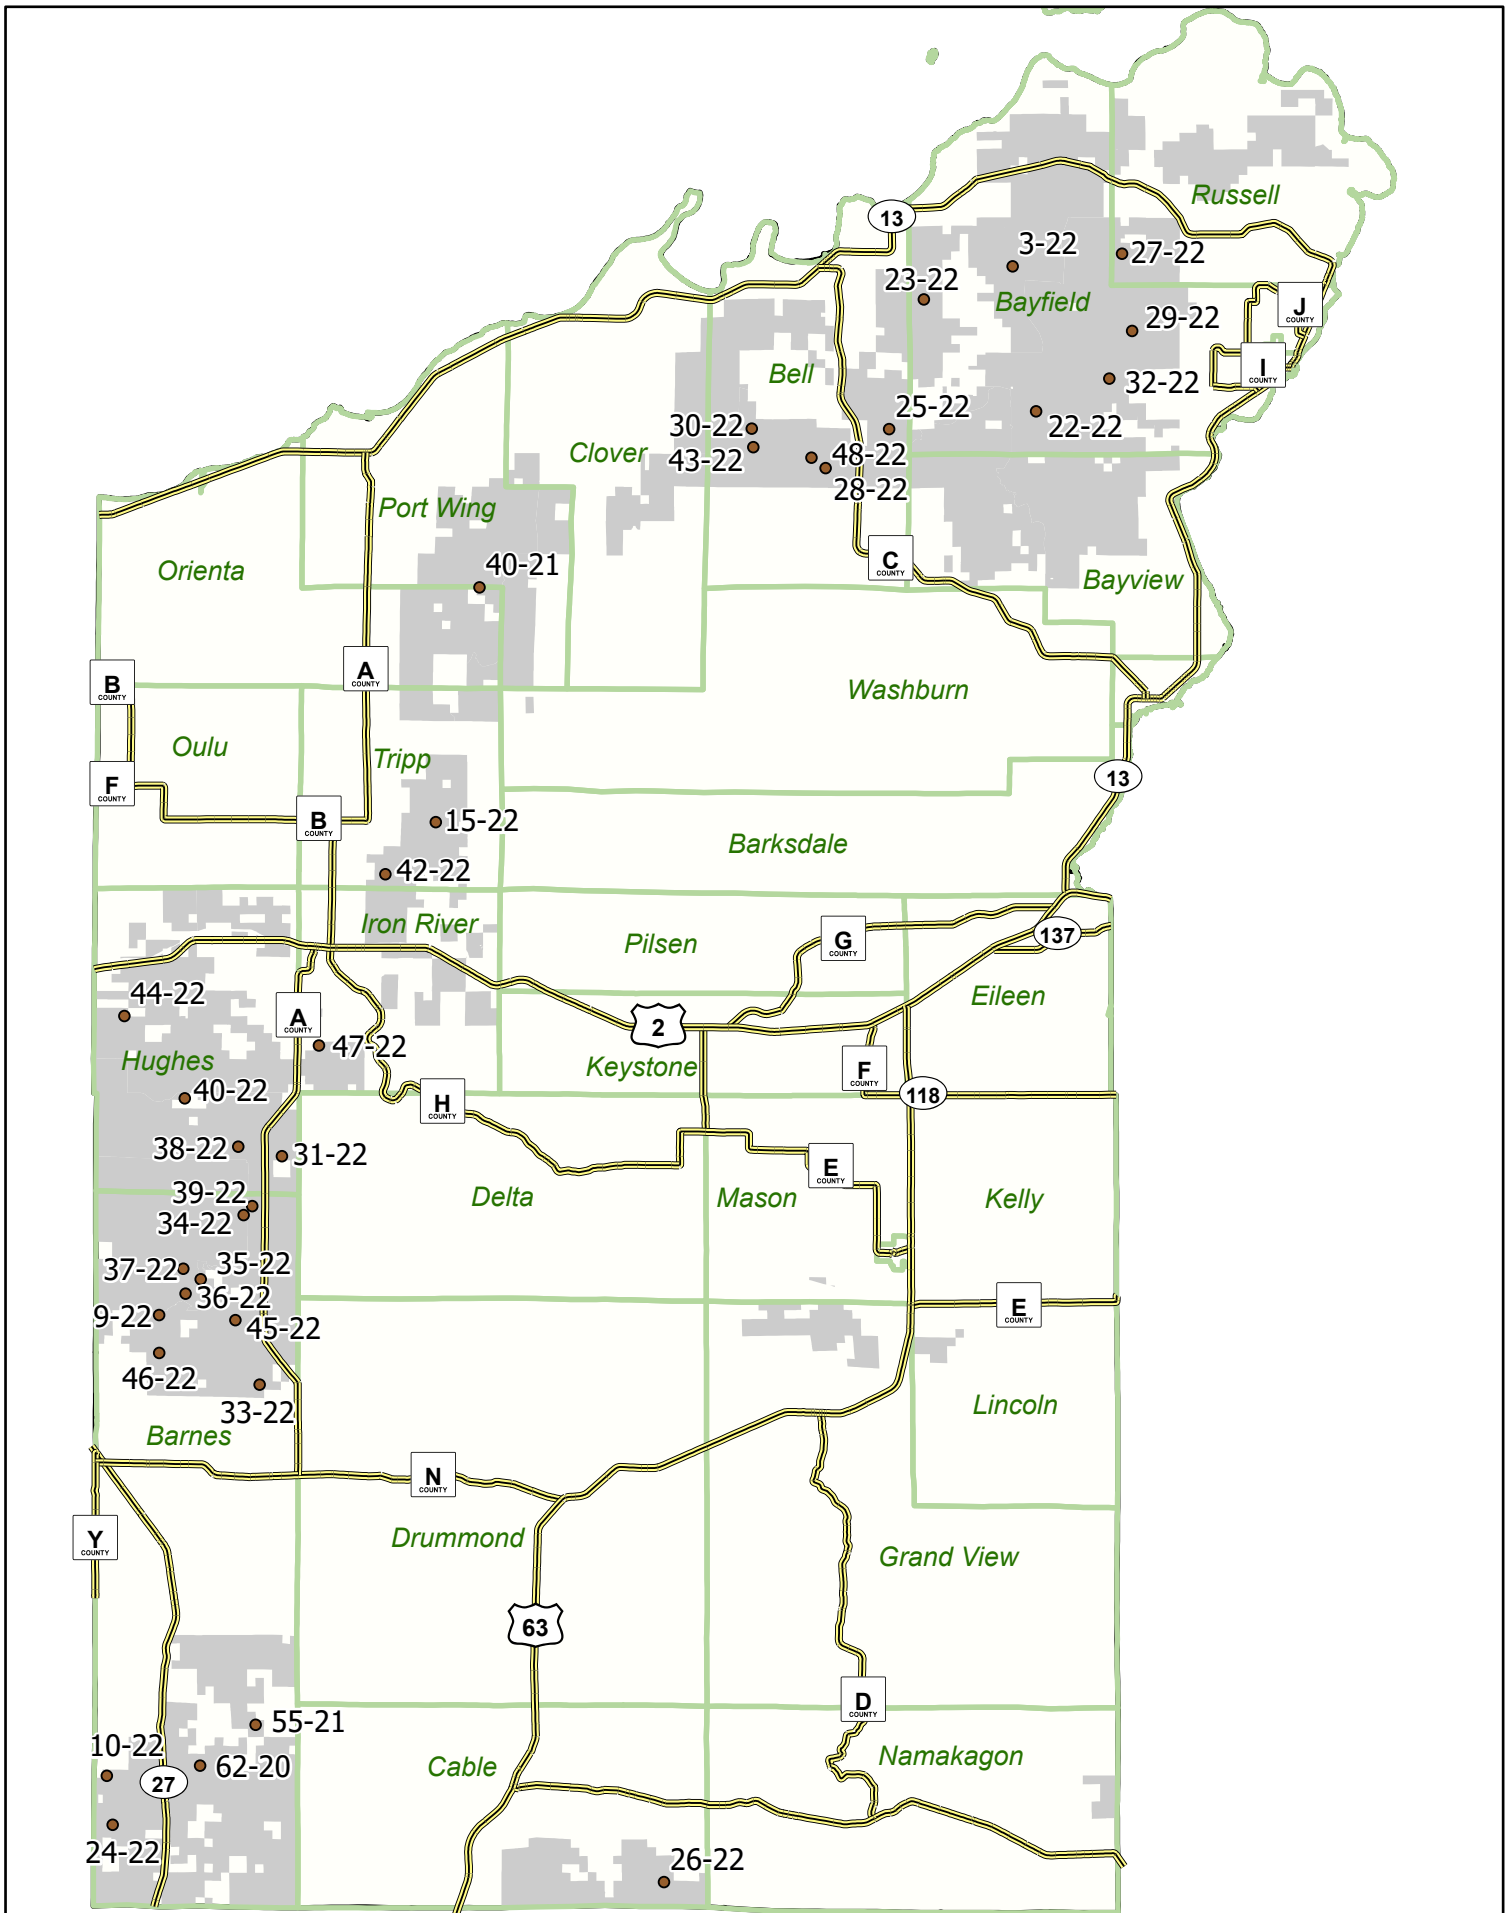 Russell
13
3-22
27-22
23-22
Bayfield
J
COUNTY
29-22
Bell
I
COUNTY
32-22
25-22
30-22
22-22
Clover
43-22
48-22
28-22
Port Wing
40-21
C
COUNTY
Orienta
Bayview
B
COUNTY
A
COUNTY
Washburn
Oulu
Tripp
F
COUNTY
13
B
COUNTY
15-22
Barksdale
42-22
Iron River
Pilsen
G
COUNTY
137
44-22
Eileen
A
COUNTY
2
47-22
Hughes
Keystone
F
COUNTY
40-22
H
COUNTY
118
38-22
31-22
E
COUNTY
39-22
Delta
Mason
Kelly
34-22
37-22
35-22
36-22
9-22
45-22
E
COUNTY
46-22
33-22
Lincoln
Barnes
N
COUNTY
Y
COUNTY
Drummond
Grand View
63
D
COUNTY
55-21
10-22
62-20
Cable
Namakagon
27
24-22
26-22